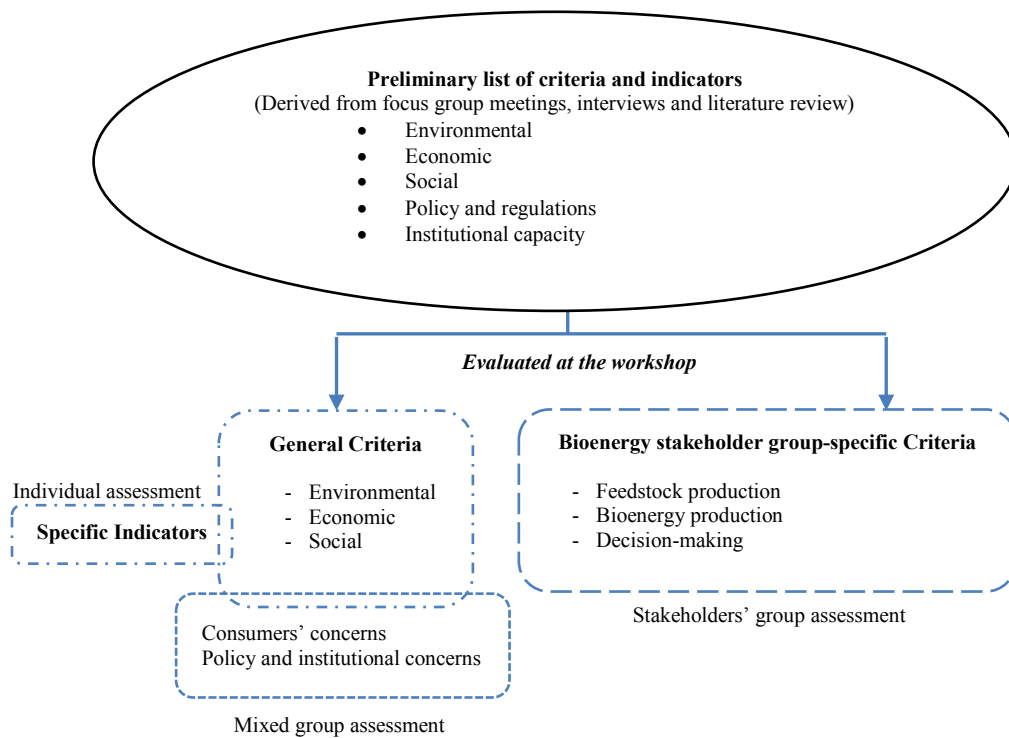 Preliminary list of criteria and indicators
(Derived from focus group meetings, interviews and literature review)
• Environmental
• Economic
• Social
• Policy and regulations
• Institutional capacity
Evaluated at the workshop
General Criteria
- Environmental
- Economic
- Social
Individual assessment
Specific Indicators
Consumers’ concerns
Policy and institutional concerns
Mixed group assessment
Bioenergy stakeholder group-specific Criteria
- Feedstock production
- Bioenergy production
- Decision-making
Stakeholders’ group assessment